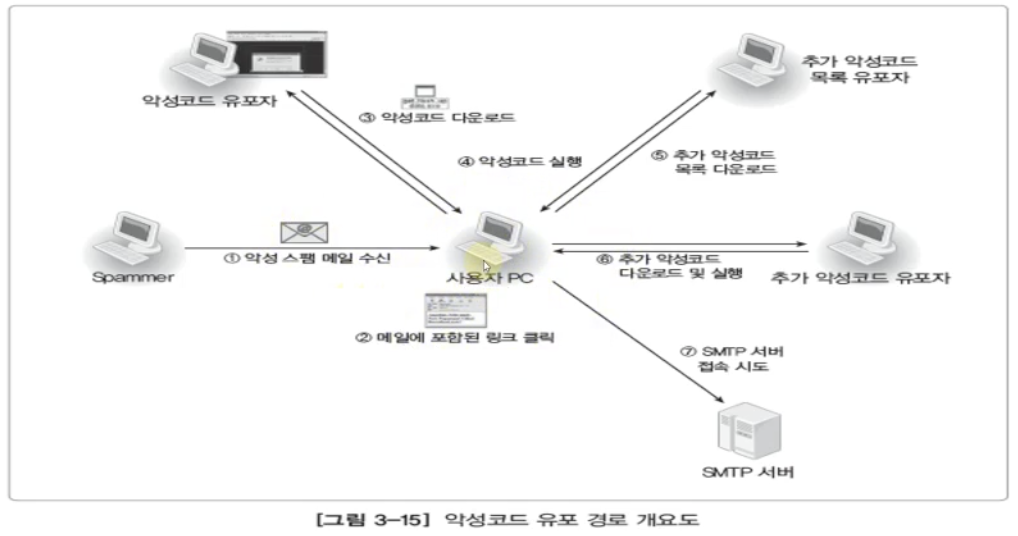 악성코드 유포자
추가 악성코드
목록 유포자
③ 악성코드 다운로드
④ 악성코드 실행
⑤ 추가 악성코드
목록 다운로드
Spammer
① 악성 스팸 메일 수신
사용자 PC
⑥ 추가 악성코드
다운로드 및 실행
추가 악성코드 유포자
② 메일에 포함된 링크 클릭
⑦ SMTP 서버
접속 시도
SMTP 서버
[그림 3-15] 악성코드 유포 경로 개요도